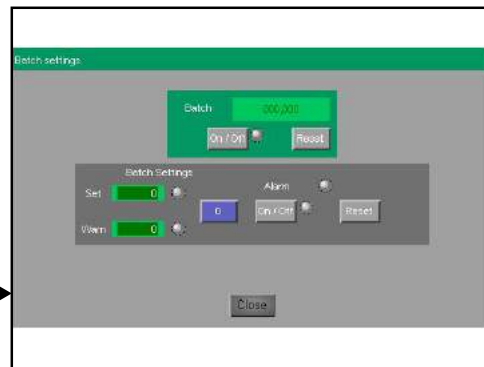 Batch settings
Batch 000,000
On / Off Reset
Batch Settings
Set 0 Alarm
0 On / Off Reset
Warn 0
Close